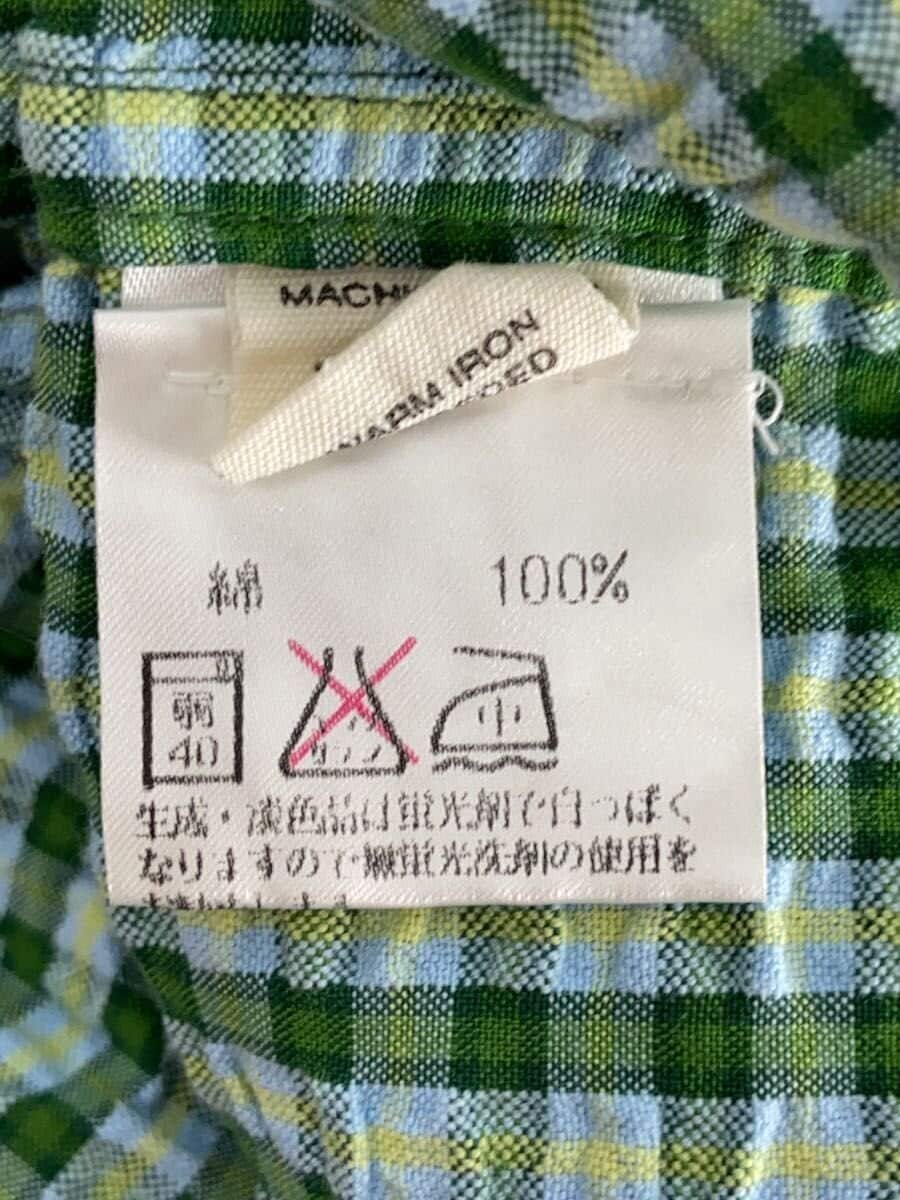 WARM IRON
綿 100%
弱
40
中
生成・淡色品は蛍光剤で白っぽく
なりますので無蛍光洗剤の使用を